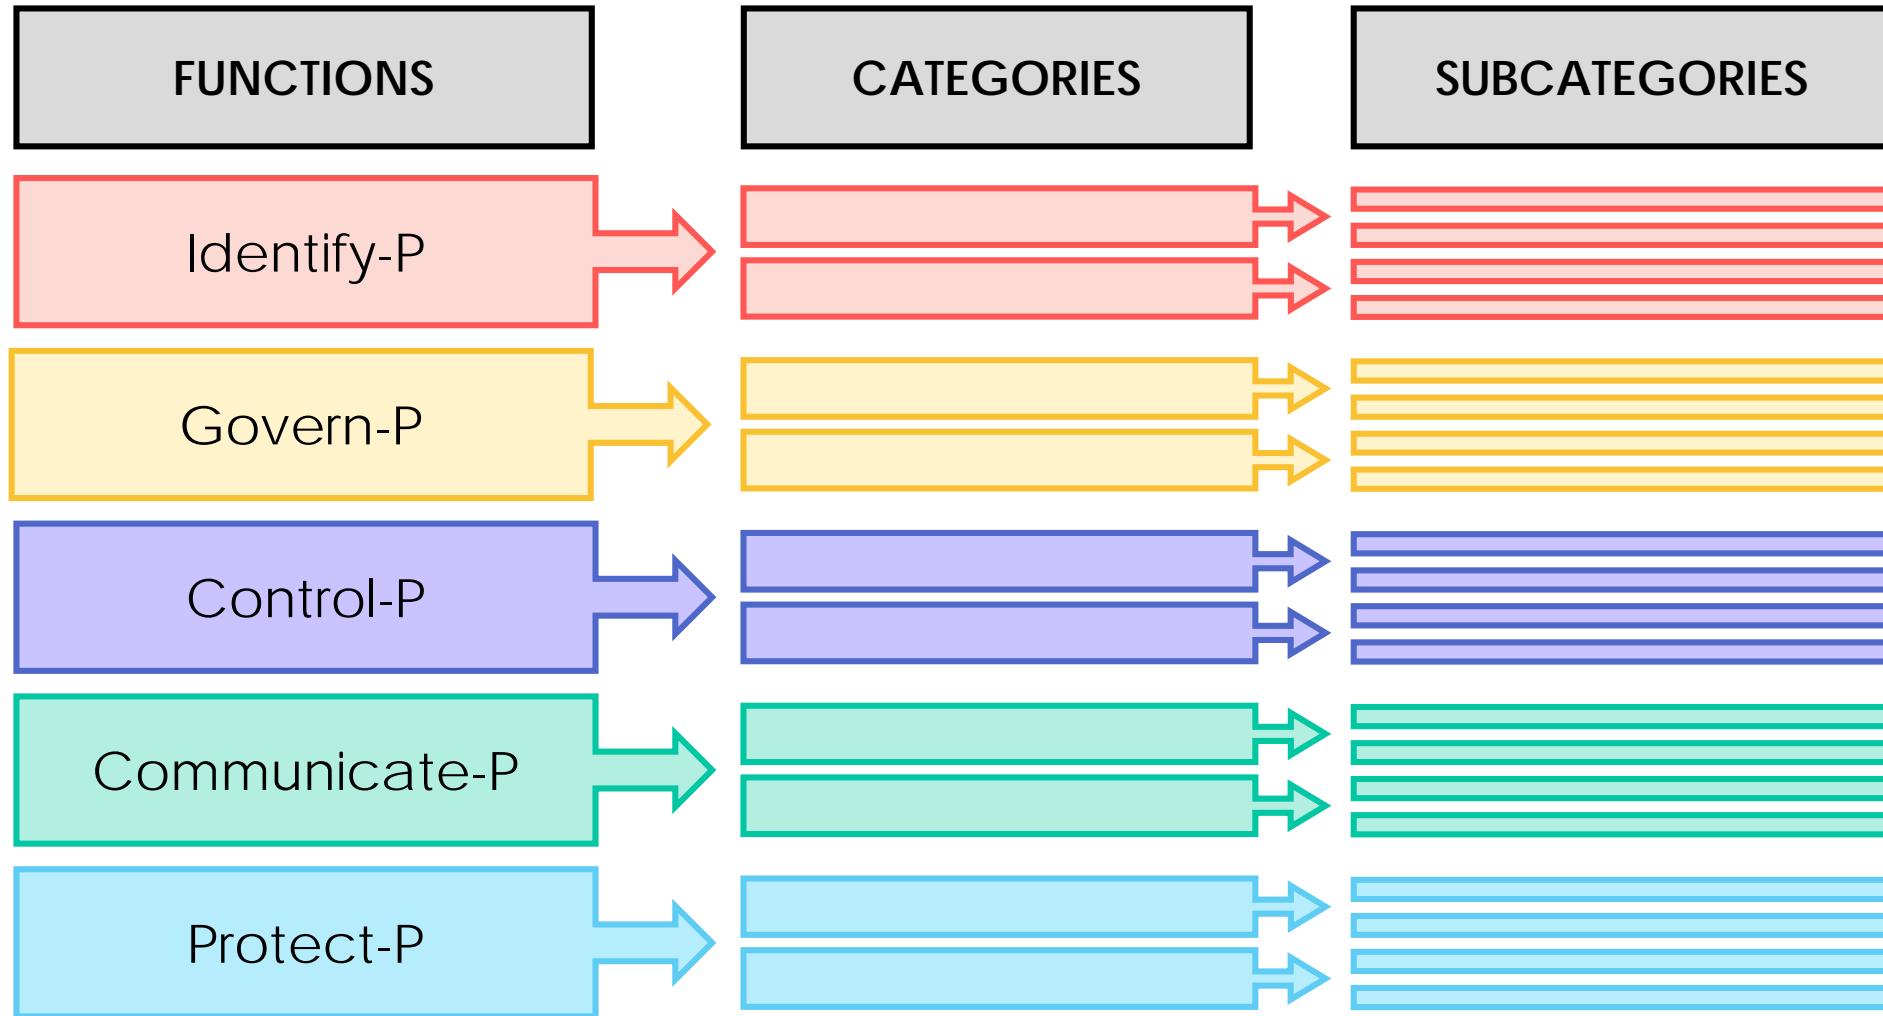 FUNCTIONS
CATEGORIES
SUBCATEGORIES
Identify-P
Govern-P
Control-P
Communicate-P
Protect-P